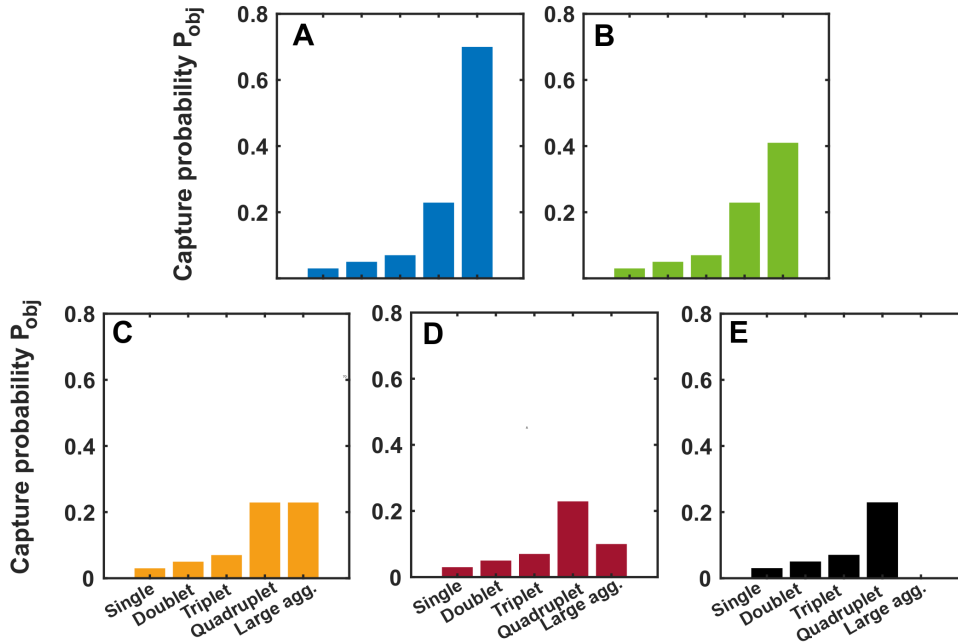 Capture probability P_obj
A
0.8
0.6
0.4
0.2
B
0.8
0.6
0.4
0.2
Capture probability P_obj
C
0.8
0.6
0.4
0.2
0
Single
Doublet
Triplet
Quadruplet
Large agg.
D
0.8
0.6
0.4
0.2
0
Single
Doublet
Triplet
Quadruplet
Large agg.
E
0.8
0.6
0.4
0.2
0
Single
Doublet
Triplet
Quadruplet
Large agg.